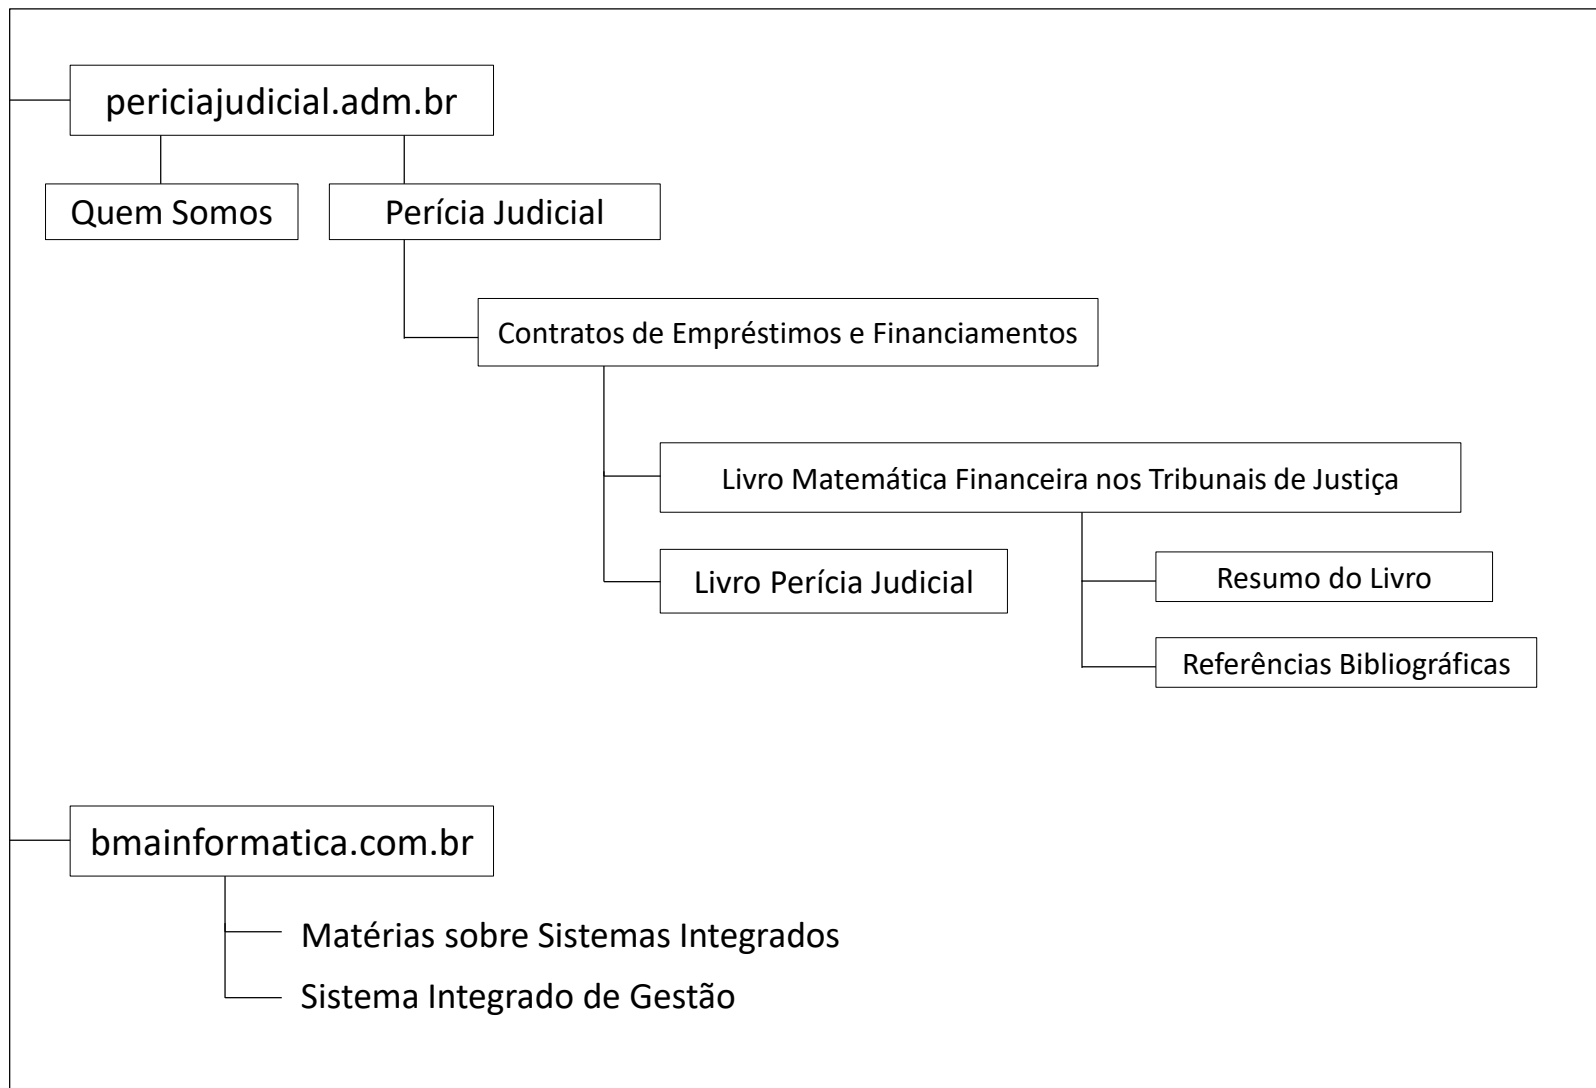 periciajudicial.adm.br
Quem Somos
Perícia Judicial
Contratos de Empréstimos e Financiamentos
Livro Matemática Financeira nos Tribunais de Justiça
Livro Perícia Judicial
Resumo do Livro
Referências Bibliográficas
bmainformatica.com.br
Matérias sobre Sistemas Integrados
Sistema Integrado de Gestão